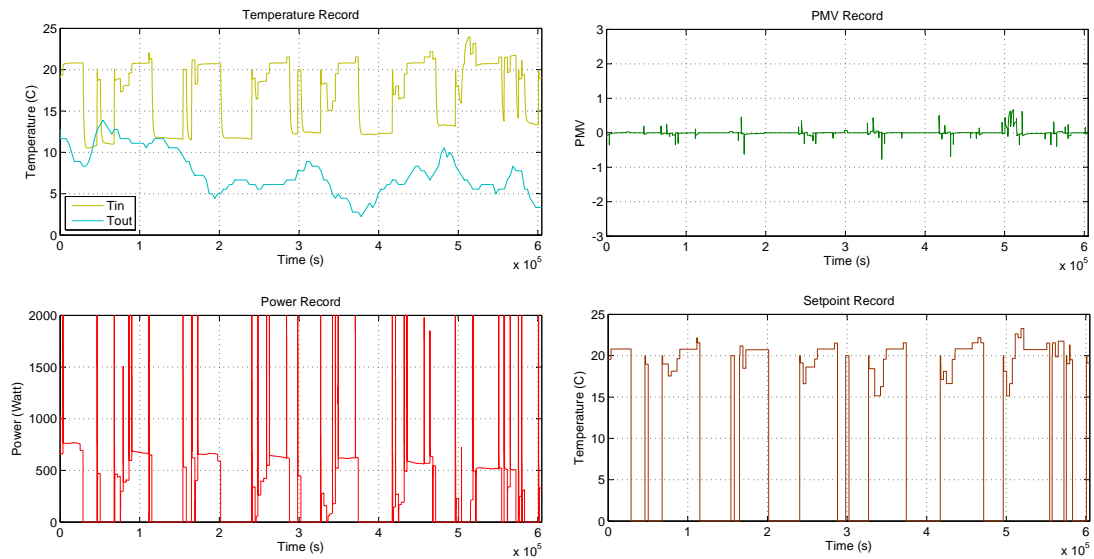 Temperature Record
25
20
15
10
5
0
Temperature (C)
Tin
Tout
0 1 2 3 4 5 6
Time (s)
x 10^5
PMV Record
3
2
1
0
-1
-2
-3
PMV
0 1 2 3 4 5 6
Time (s)
x 10^5
Power Record
2000
1500
1000
500
0
Power (Watt)
0 1 2 3 4 5 6
Time (s)
x 10^5
Setpoint Record
25
20
15
10
5
0
Temperature (C)
0 1 2 3 4 5 6
Time (s)
x 10^5